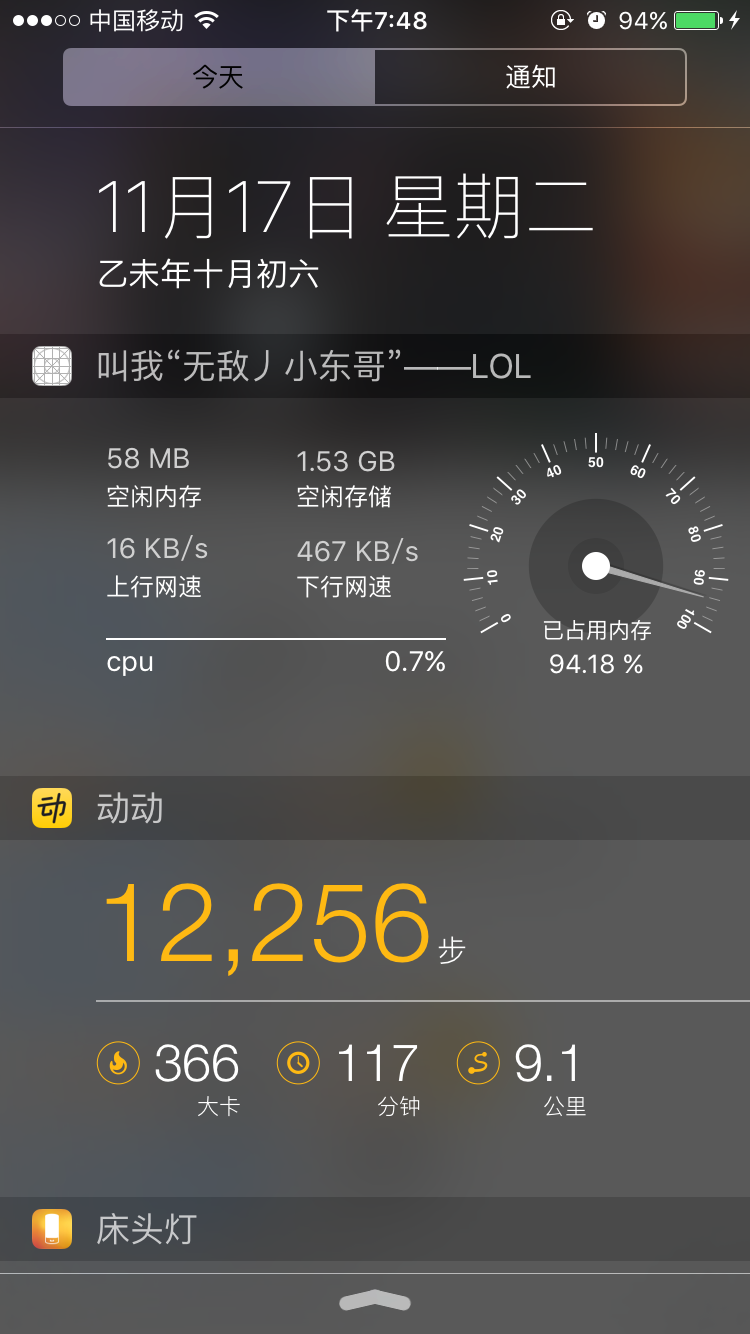 中国移动 下午7:48 94%
今天 通知
11月17日 星期二
乙未年十月初六
叫我“无敌丿小东哥”——LOL
58 MB 1.53 GB
空闲内存 空闲存储
16 KB/s 467 KB/s
上行网速 下行网速
cpu 0.7%
0 10 20 30 40 50 60 70 80 90 100
已占用内存
94.18 %
动 动动
12,256步
366 117 9.1
大卡 分钟 公里
床头灯